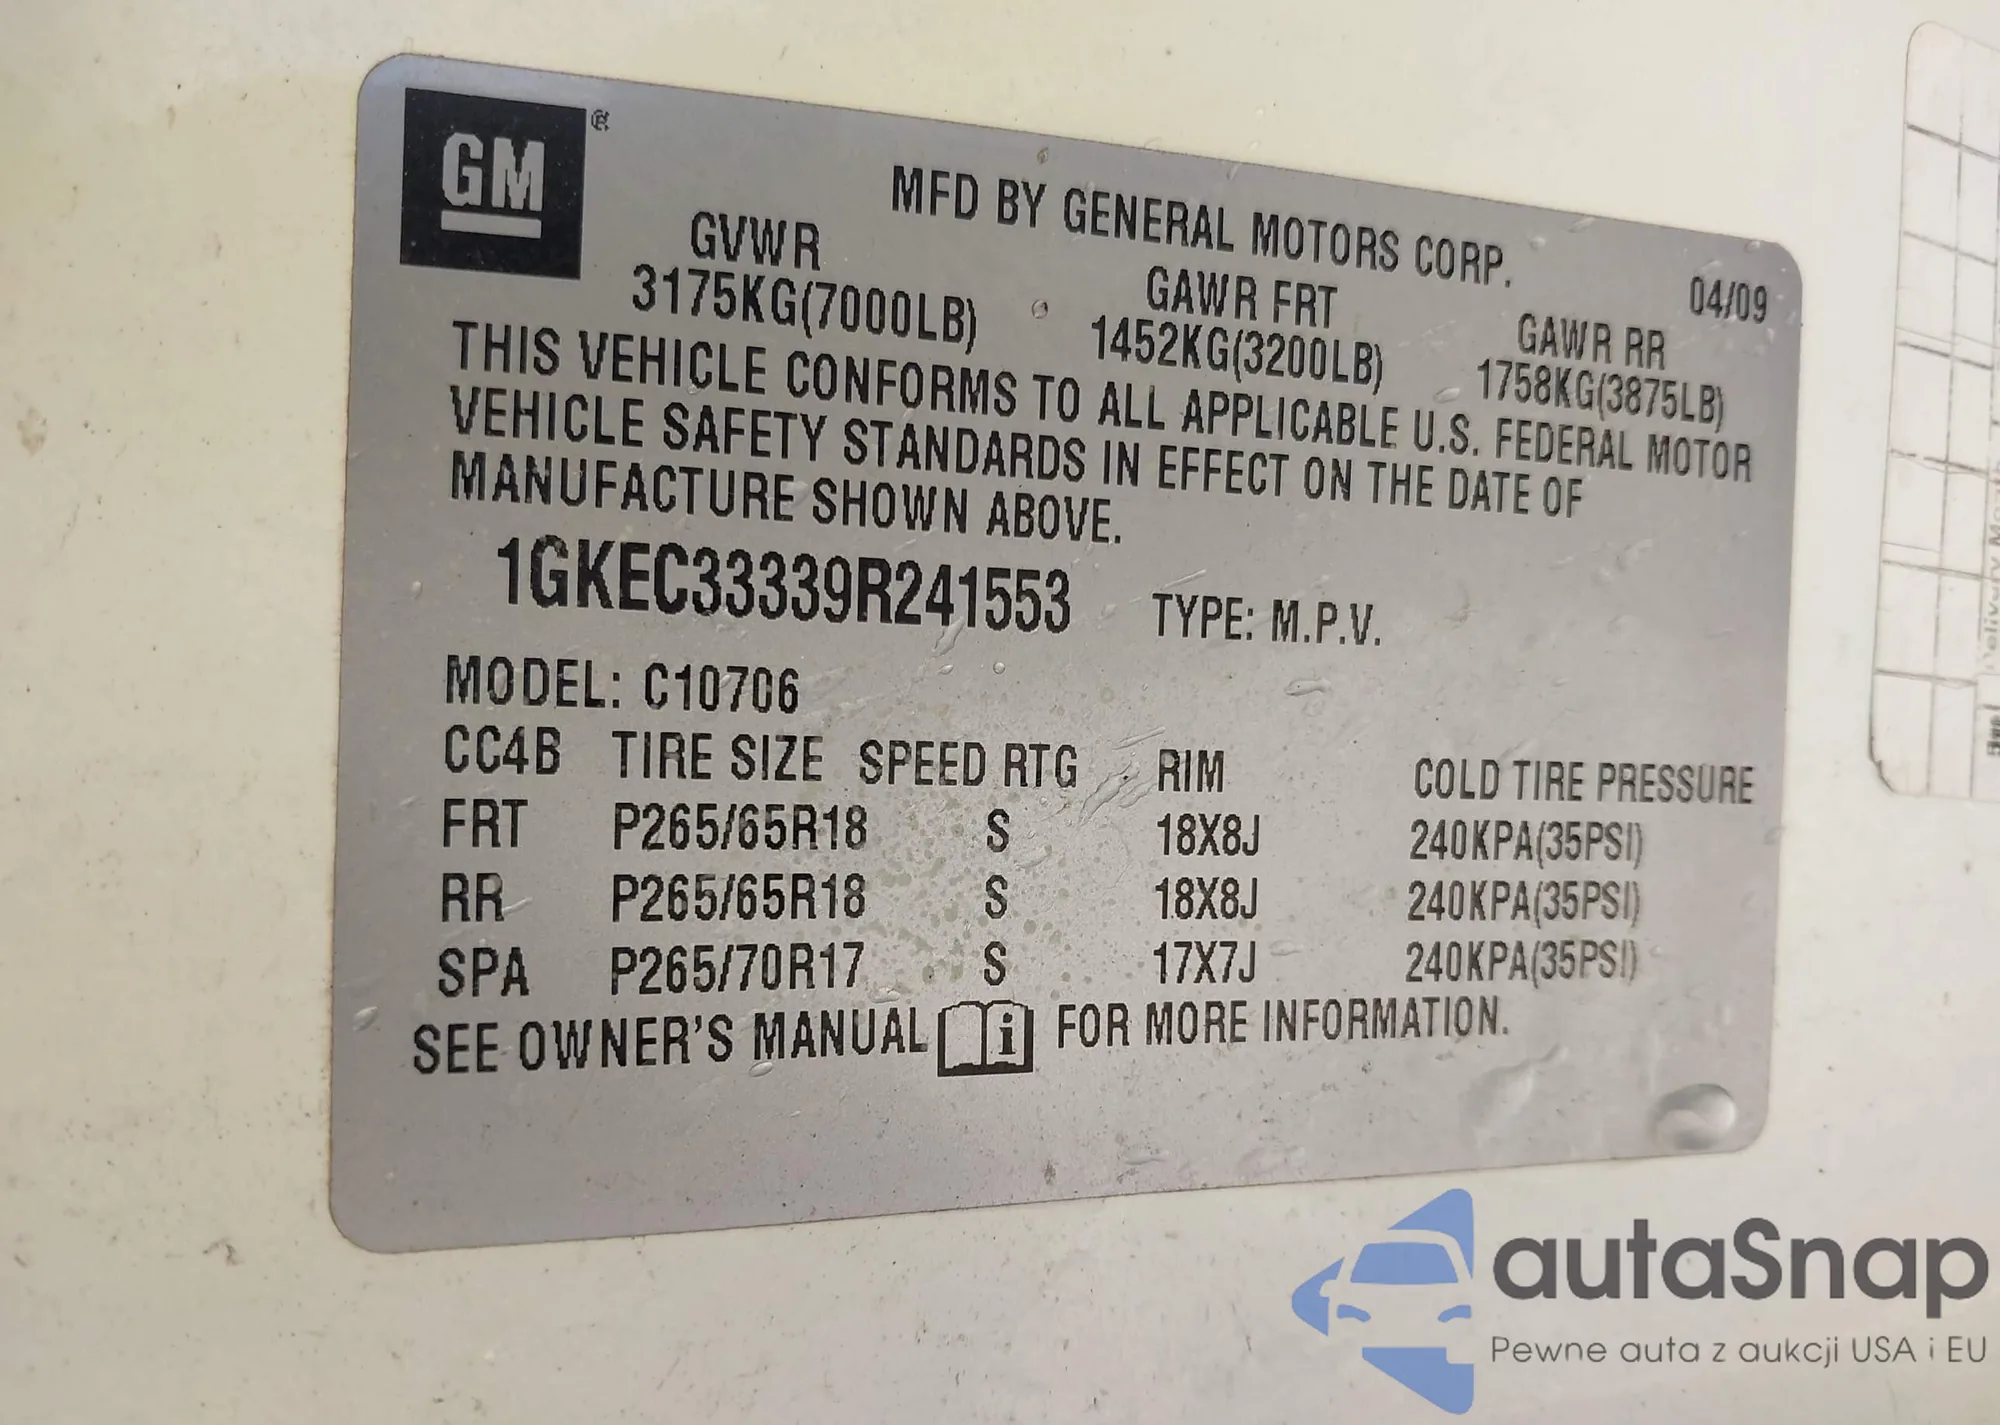 GM ®
MFD BY GENERAL MOTORS CORP.
04/09
GVWR GAWR FRT GAWR RR
3175KG(7000LB) 1452KG(3200LB) 1758KG(3875LB)
THIS VEHICLE CONFORMS TO ALL APPLICABLE U.S. FEDERAL MOTOR
VEHICLE SAFETY STANDARDS IN EFFECT ON THE DATE OF
MANUFACTURE SHOWN ABOVE.
1GKEC33339R241553 TYPE: M.P.V.
MODEL: C10706
CC4B TIRE SIZE SPEED RTG RIM COLD TIRE PRESSURE
FRT P265/65R18 S 18X8J 240KPA(35PSI)
RR P265/65R18 S 18X8J 240KPA(35PSI)
SPA P265/70R17 S 17X7J 240KPA(35PSI)
SEE OWNER'S MANUAL i FOR MORE INFORMATION.
autaSnap
Pewne auta z aukcji USA i EU